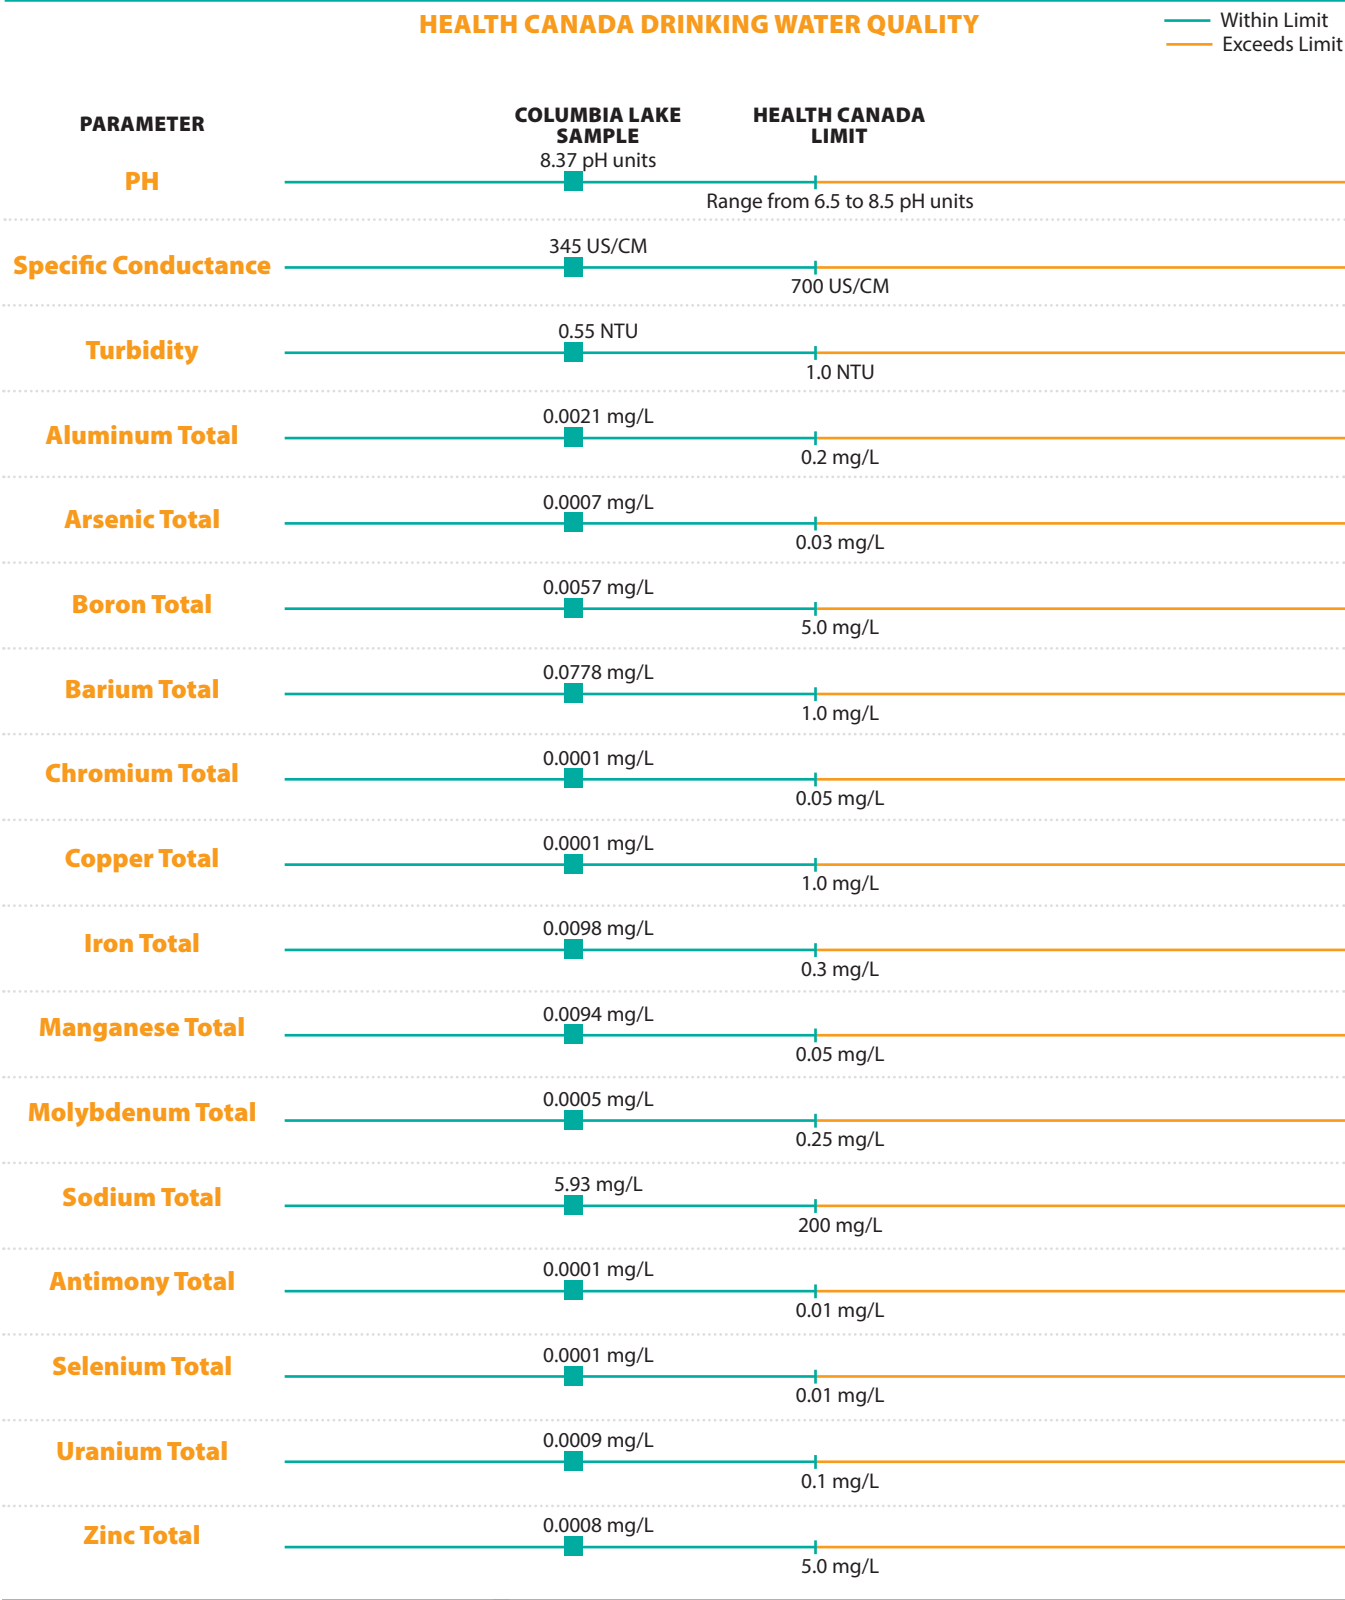 HEALTH CANADA DRINKING WATER QUALITY
Within Limit
Exceeds Limit
PARAMETER
COLUMBIA LAKE
SAMPLE
HEALTH CANADA
LIMIT
PH
8.37 pH units
Range from 6.5 to 8.5 pH units
Specific Conductance
345 US/CM
700 US/CM
Turbidity
0.55 NTU
1.0 NTU
Aluminum Total
0.0021 mg/L
0.2 mg/L
Arsenic Total
0.0007 mg/L
0.03 mg/L
Boron Total
0.0057 mg/L
5.0 mg/L
Barium Total
0.0778 mg/L
1.0 mg/L
Chromium Total
0.0001 mg/L
0.05 mg/L
Copper Total
0.0001 mg/L
1.0 mg/L
Iron Total
0.0098 mg/L
0.3 mg/L
Manganese Total
0.0094 mg/L
0.05 mg/L
Molybdenum Total
0.0005 mg/L
0.25 mg/L
Sodium Total
5.93 mg/L
200 mg/L
Antimony Total
0.0001 mg/L
0.01 mg/L
Selenium Total
0.0001 mg/L
0.01 mg/L
Uranium Total
0.0009 mg/L
0.1 mg/L
Zinc Total
0.0008 mg/L
5.0 mg/L